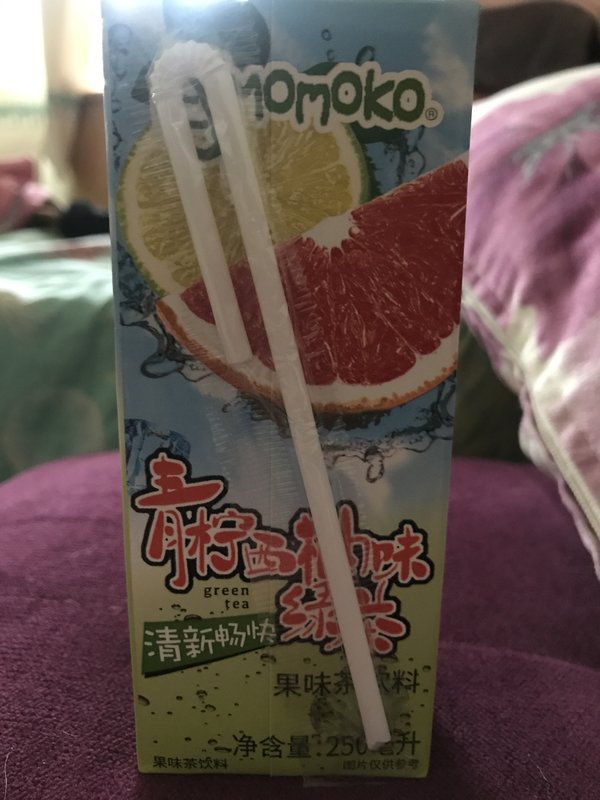 momoko®
青柠西柚味
绿茶
green
tea
清新畅快
果味茶饮料
净含量:250毫升
果味茶饮料
图片仅供参考